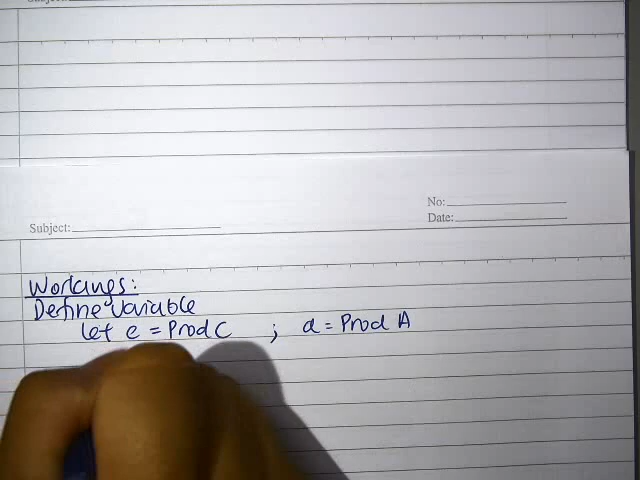 No:
Date:
Subject:
Workings:
Define Variable
let e = Prod C ; a = Prod A